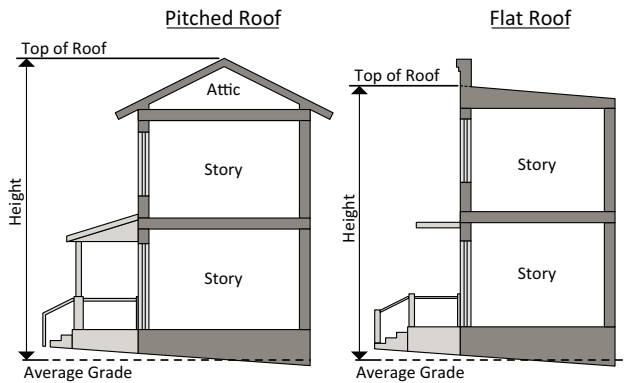 Pitched Roof
Top of Roof
Attic
Story
Height
Story
Average Grade
Flat Roof
Top of Roof
Story
Height
Story
Average Grade